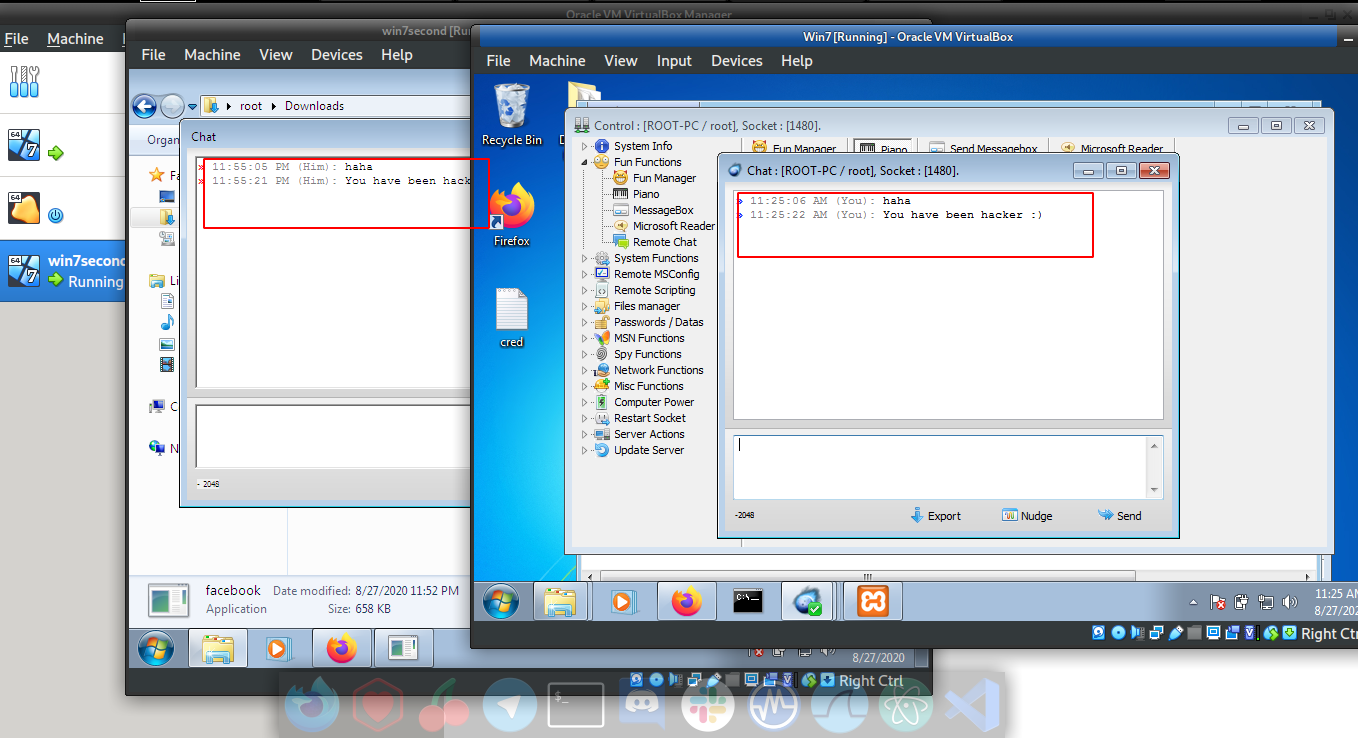 Oracle VM VirtualBox Manager
File Machine
win7second
Running
win7second [Ru
File Machine View Devices Help
root Downloads
Organ
Chat
» 11:55:05 PM (Him): haha
» 11:55:21 PM (Him): You have been hack
Fa
Li
C
N
- 2048
facebook Date modified: 8/27/2020 11:52 PM
Application Size: 658 KB
8/27/2020
Right Ctrl
Win7 [Running] - Oracle VM VirtualBox
File Machine View Input Devices Help
Recycle Bin
Firefox
cred
Control : [ROOT-PC / root], Socket : [1480].
System Info
Fun Functions
Fun Manager
Piano
MessageBox
Microsoft Reader
Remote Chat
System Functions
Remote MSConfig
Remote Scripting
Files manager
Passwords / Datas
MSN Functions
Spy Functions
Network Functions
Misc Functions
Computer Power
Restart Socket
Server Actions
Update Server
Fun Manager Piano Send Messagebox Microsoft Reader
Chat : [ROOT-PC / root], Socket : [1480].
» 11:25:06 AM (You): haha
» 11:25:22 AM (You): You have been hacker :)
-2048
Export Nudge Send
11:25 AM
8/27/202
Right Ctr